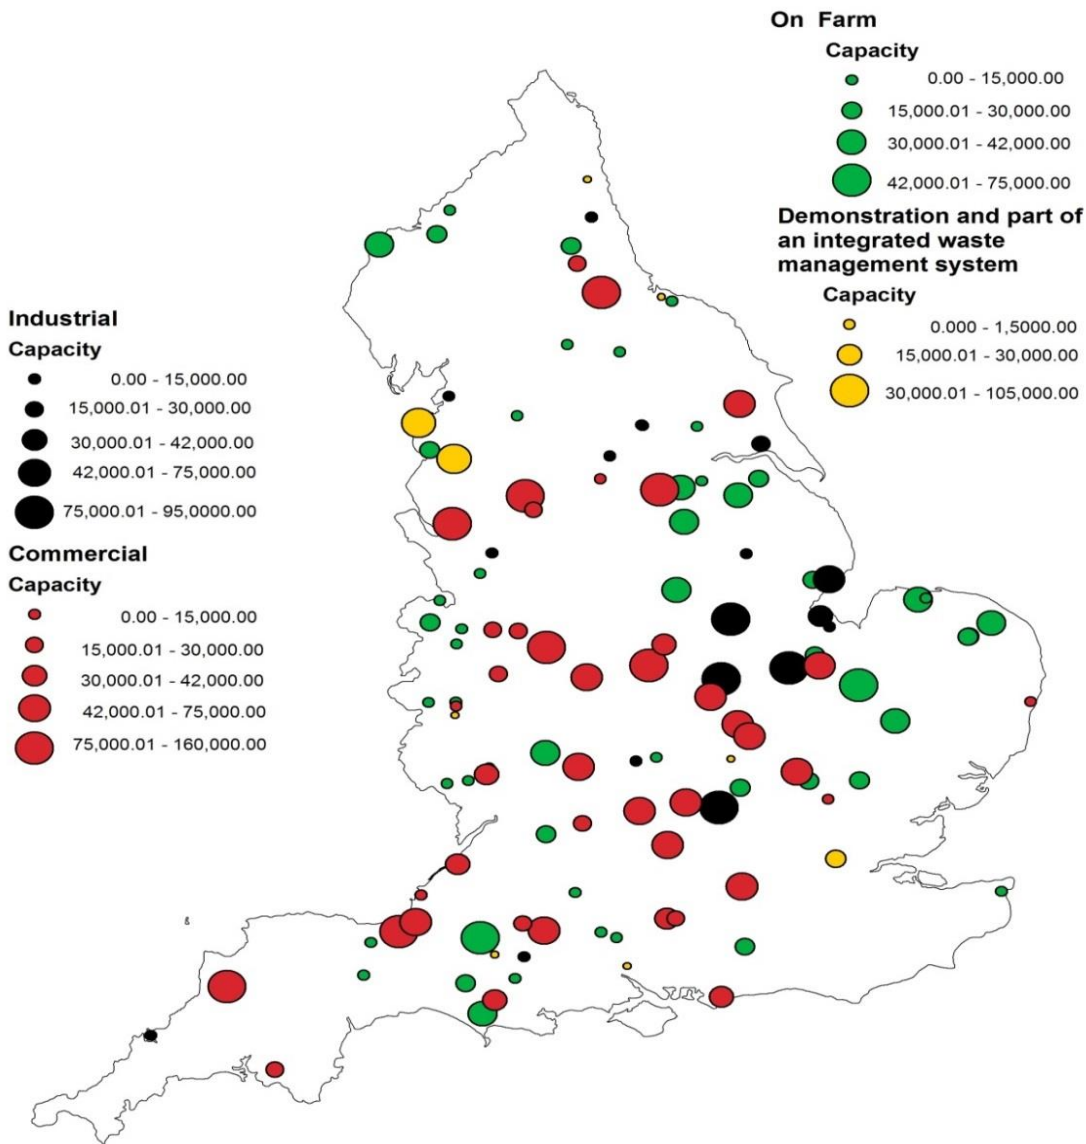 On Farm
Capacity
0.00 - 15,000.00
15,000.01 - 30,000.00
30,000.01 - 42,000.00
42,000.01 - 75,000.00
Demonstration and part of
an integrated waste
management system
Capacity
0.000 - 1,5000.00
15,000.01 - 30,000.00
30,000.01 - 105,000.00
Industrial
Capacity
0.00 - 15,000.00
15,000.01 - 30,000.00
30,000.01 - 42,000.00
42,000.01 - 75,000.00
75,000.01 - 95,0000.00
Commercial
Capacity
0.00 - 15,000.00
15,000.01 - 30,000.00
30,000.01 - 42,000.00
42,000.01 - 75,000.00
75,000.01 - 160,000.00